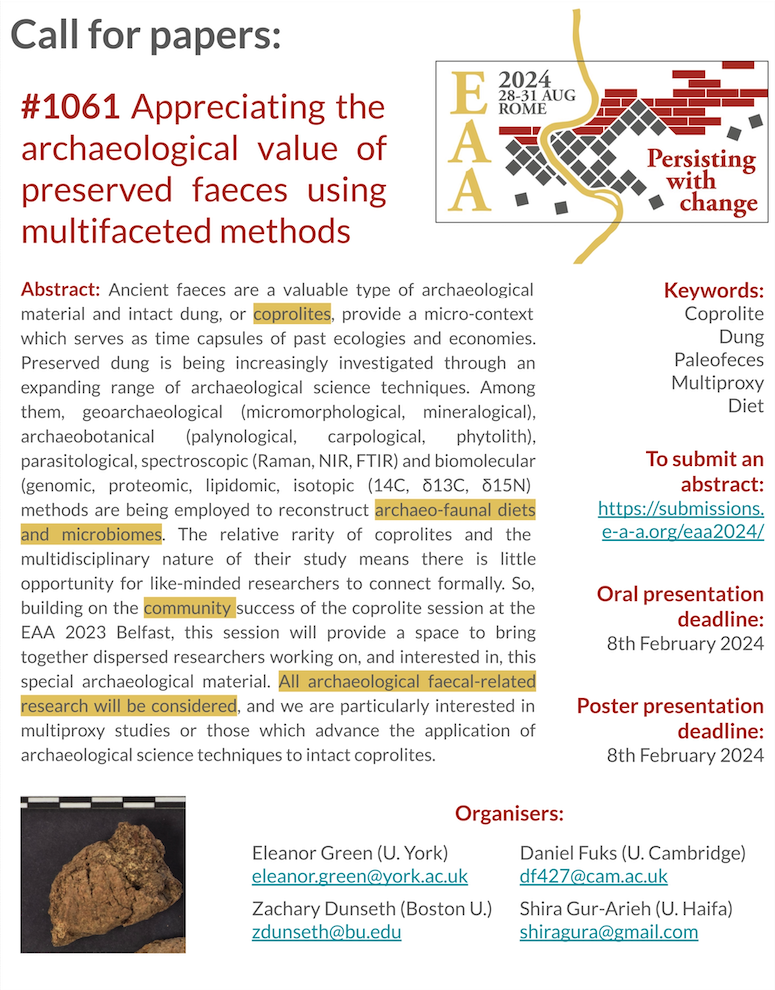 Call for papers:
#1061 Appreciating the
archaeological value of
preserved faeces using
multifaceted methods
EAA
2024
28-31 AUG
ROME
Persisting
with
change
Abstract: Ancient faeces are a valuable type of archaeological
material and intact dung, or coprolites, provide a micro-context
which serves as time capsules of past ecologies and economies.
Preserved dung is being increasingly investigated through an
expanding range of archaeological science techniques. Among
them, geoarchaeological (micromorphological, mineralogical),
archaeobotanical (palynological, carpological, phytolith),
parasitological, spectroscopic (Raman, NIR, FTIR) and biomolecular
(genomic, proteomic, lipidomic, isotopic (14C, δ13C, δ15N)
methods are being employed to reconstruct archaeo-faunal diets
and microbiomes. The relative rarity of coprolites and the
multidisciplinary nature of their study means there is little
opportunity for like-minded researchers to connect formally. So,
building on the community success of the coprolite session at the
EAA 2023 Belfast, this session will provide a space to bring
together dispersed researchers working on, and interested in, this
special archaeological material. All archaeological faecal-related
research will be considered, and we are particularly interested in
multiproxy studies or those which advance the application of
archaeological science techniques to intact coprolites.
Keywords:
Coprolite
Dung
Paleofeces
Multiproxy
Diet
To submit an
abstract:
https://submissions.
e-a-a.org/eaa2024/
Oral presentation
deadline:
8th February 2024
Poster presentation
deadline:
8th February 2024
Organisers:
Eleanor Green (U. York)
eleanor.green@york.ac.uk
Daniel Fuks (U. Cambridge)
df427@cam.ac.uk
Zachary Dunseth (Boston U.)
zdunseth@bu.edu
Shira Gur-Arieh (U. Haifa)
shiragura@gmail.com